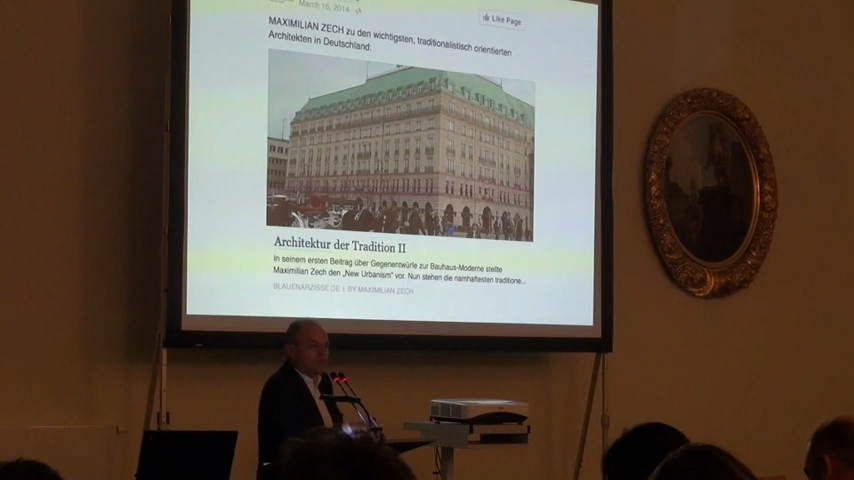 March 16, 2014
Like Page
MAXIMILIAN ZECH zu den wichtigsten, traditionalistisch orientierten
Architekten in Deutschland:
Architektur der Tradition II
In seinem ersten Beitrag über Gegenentwürfe zur Bauhaus-Moderne stellte
Maximilian Zech den „New Urbanism" vor. Nun stehen die namhaftesten traditione...
BLAUENARZISSE.DE | BY MAXIMILIAN ZECH